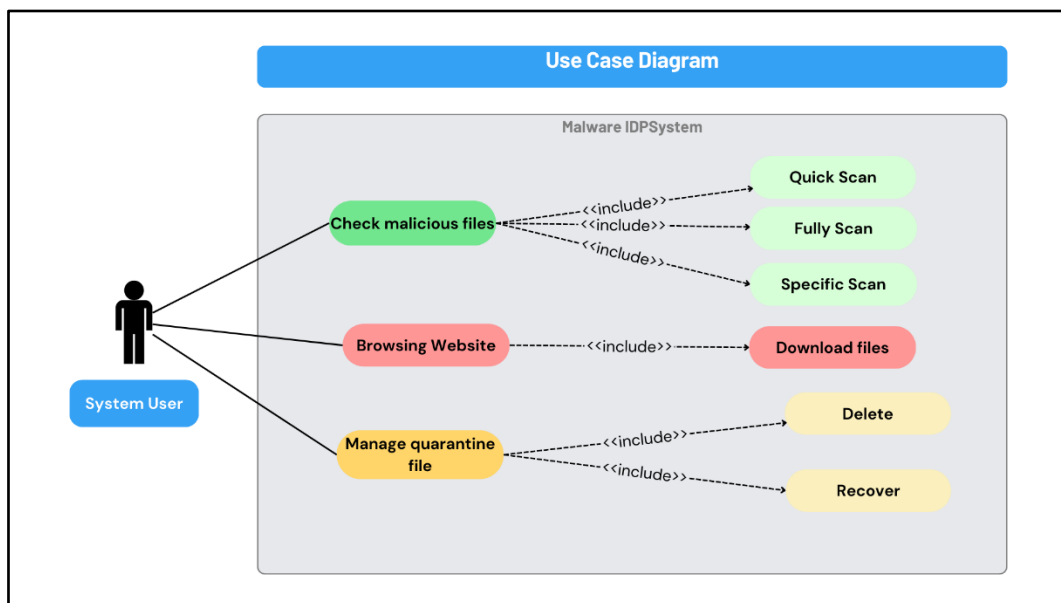 Use Case Diagram
Malware IDPSystem
Quick Scan
<<include>>
Check malicious files
<<include>>
Fully Scan
<<include>>
Specific Scan
Browsing Website
<<include>>
Download files
System User
Delete
<<include>>
Manage quarantine
file
<<include>>
Recover